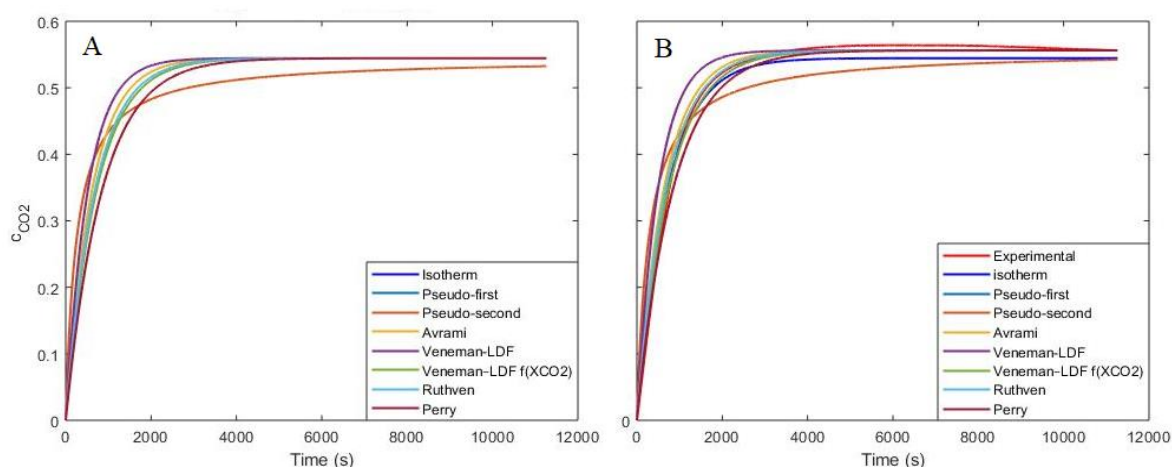 A
0.6
0.5
0.4
0.3
0.2
0.1
0
cCO2
0 2000 4000 6000 8000 10000 12000
Time (s)
Isotherm
Pseudo-first
Pseudo-second
Avrami
Veneman-LDF
Veneman-LDF f(XCO2)
Ruthven
Perry
B
0
0 2000 4000 6000 8000 10000 12000
Time (s)
Experimental
isotherm
Pseudo-first
Pseudo-second
Avrami
Veneman-LDF
Veneman-LDF f(XCO2)
Ruthven
Perry